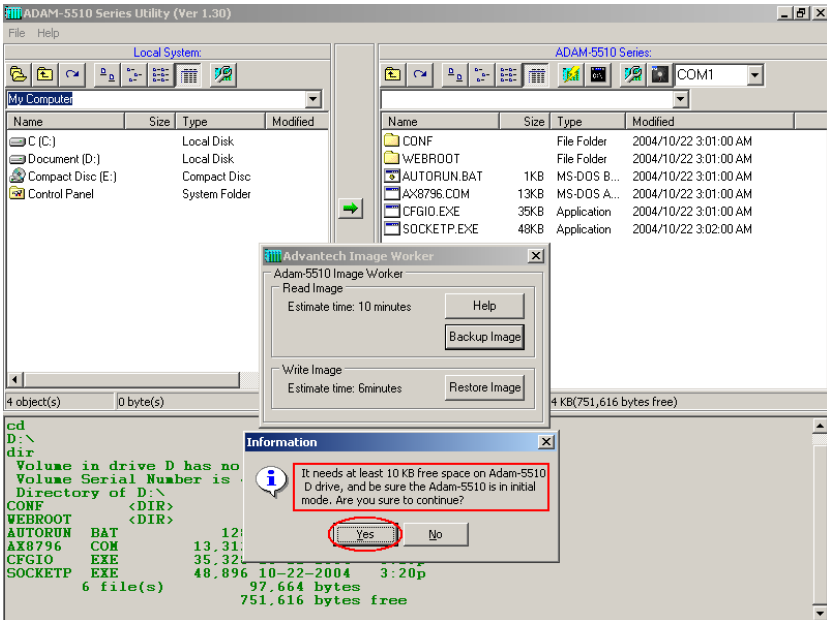 ADAM-5510 Series Utility (Ver 1.30)
File Help
Local System:
My Computer
Name Size Type Modified
C (C:) Local Disk
Document (D:) Local Disk
Compact Disc (E:) Compact Disc
Control Panel System Folder
4 object(s) 0 byte(s)
ADAM-5510 Series:
COM1
Name Size Type Modified
CONF File Folder 2004/10/22 3:01:00 AM
WEBROOT File Folder 2004/10/22 3:01:00 AM
AUTORUN.BAT 1KB MS-DOS B... 2004/10/22 3:01:00 AM
AX8796.COM 13KB MS-DOS A... 2004/10/22 3:01:00 AM
CFGIO.EXE 35KB Application 2004/10/22 3:01:00 AM
SOCKETP.EXE 48KB Application 2004/10/22 3:02:00 AM
4 KB(751,616 bytes free)
Advantech Image Worker
Adam-5510 Image Worker
Read Image
Estimate time: 10 minutes
Help
Backup Image
Write Image
Estimate time: 6minutes
Restore Image
Information
It needs at least 10 KB free space on Adam-5510
D drive, and be sure the Adam-5510 is in initial
mode. Are you sure to continue?
Yes No
cd
D:\
dir
Volume in drive D has no
Volume Serial Number is
Directory of D:\
CONF <DIR>
WEBROOT <DIR>
AUTORUN BAT
AX8796 COM
CFGIO EXE
SOCKETP EXE 48,896 10-22-2004 3:20p
6 file(s) 97,664 bytes
751,616 bytes free